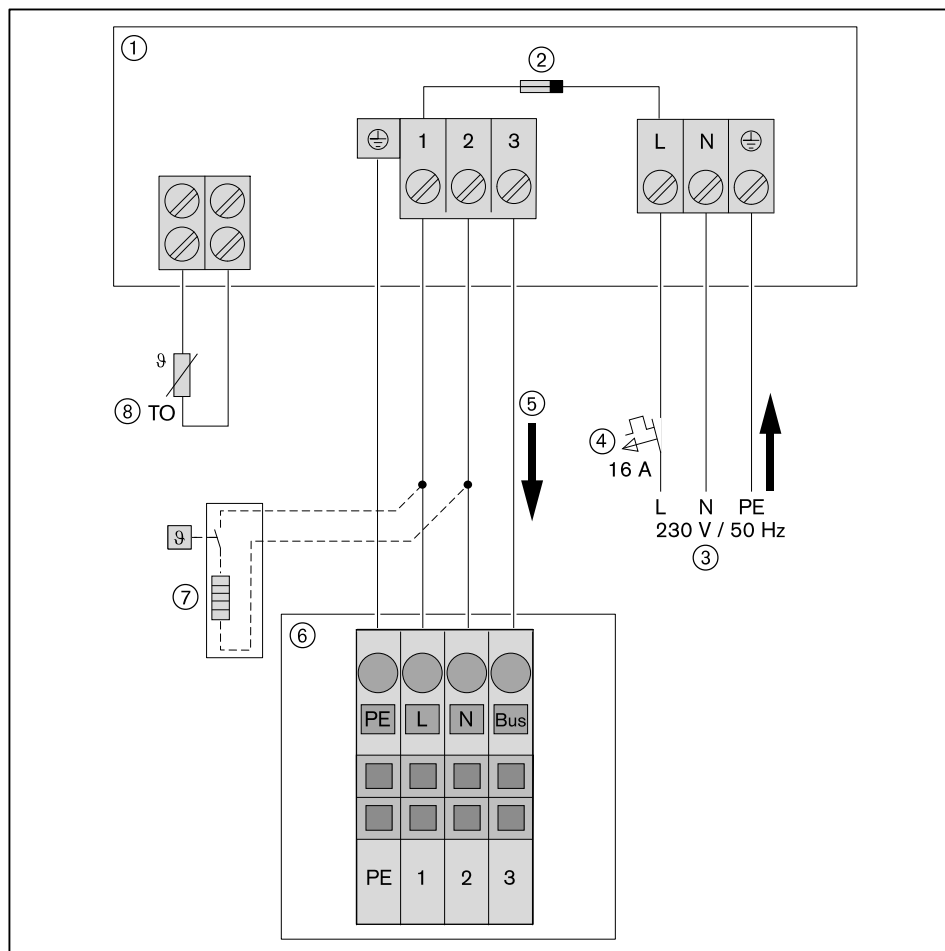 ①
②
1 2 3
L N
ϑ
⑧ TO
⑤
④
16 A
L N PE
230 V / 50 Hz
③
ϑ
⑦
⑥
PE L N Bus
PE 1 2 3